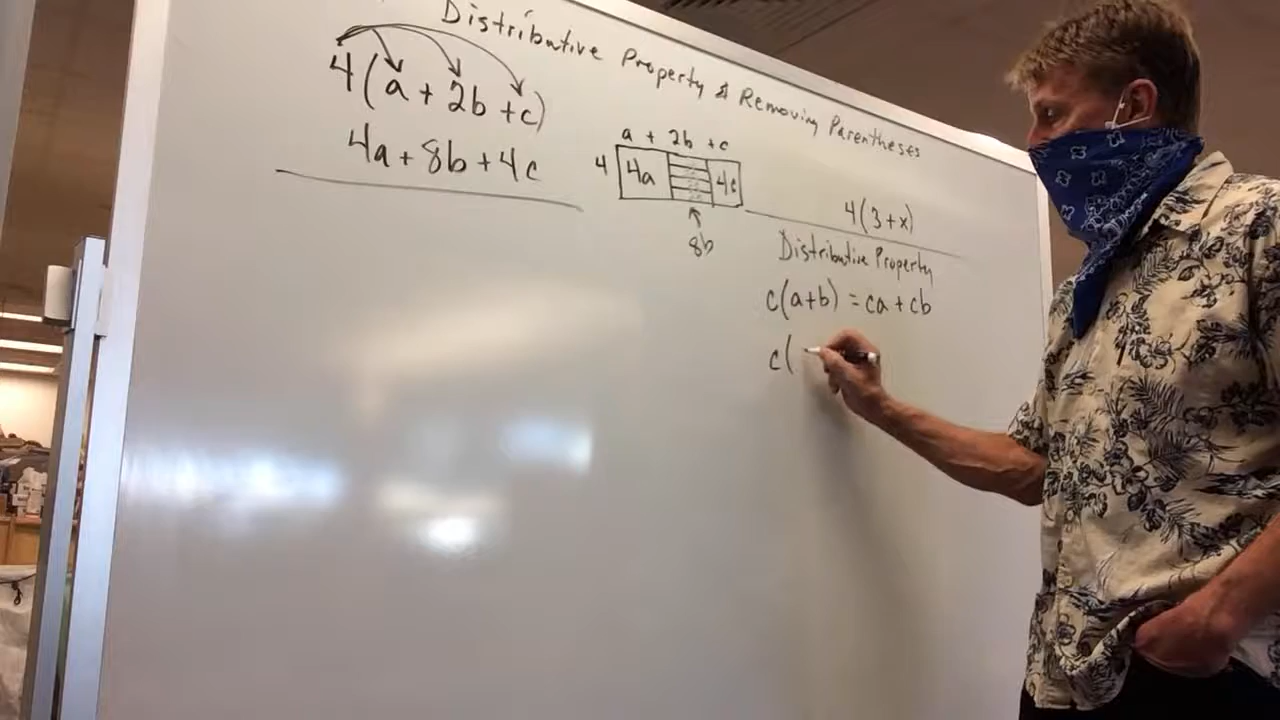 Distributive Property & Removing Parentheses
4(a + 2b + c)
4a + 8b + 4c
a + 2b + c
4 4a 4c
8b
4(3+x)
Distributive Property
c(a+b) = ca + cb
c(